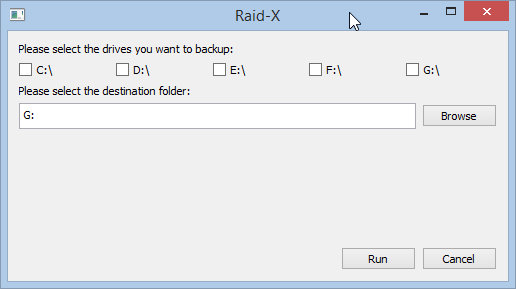 Raid-X
Please select the drives you want to backup:
C:\ D:\ E:\ F:\ G:\
Please select the destination folder:
G: Browse
Run Cancel